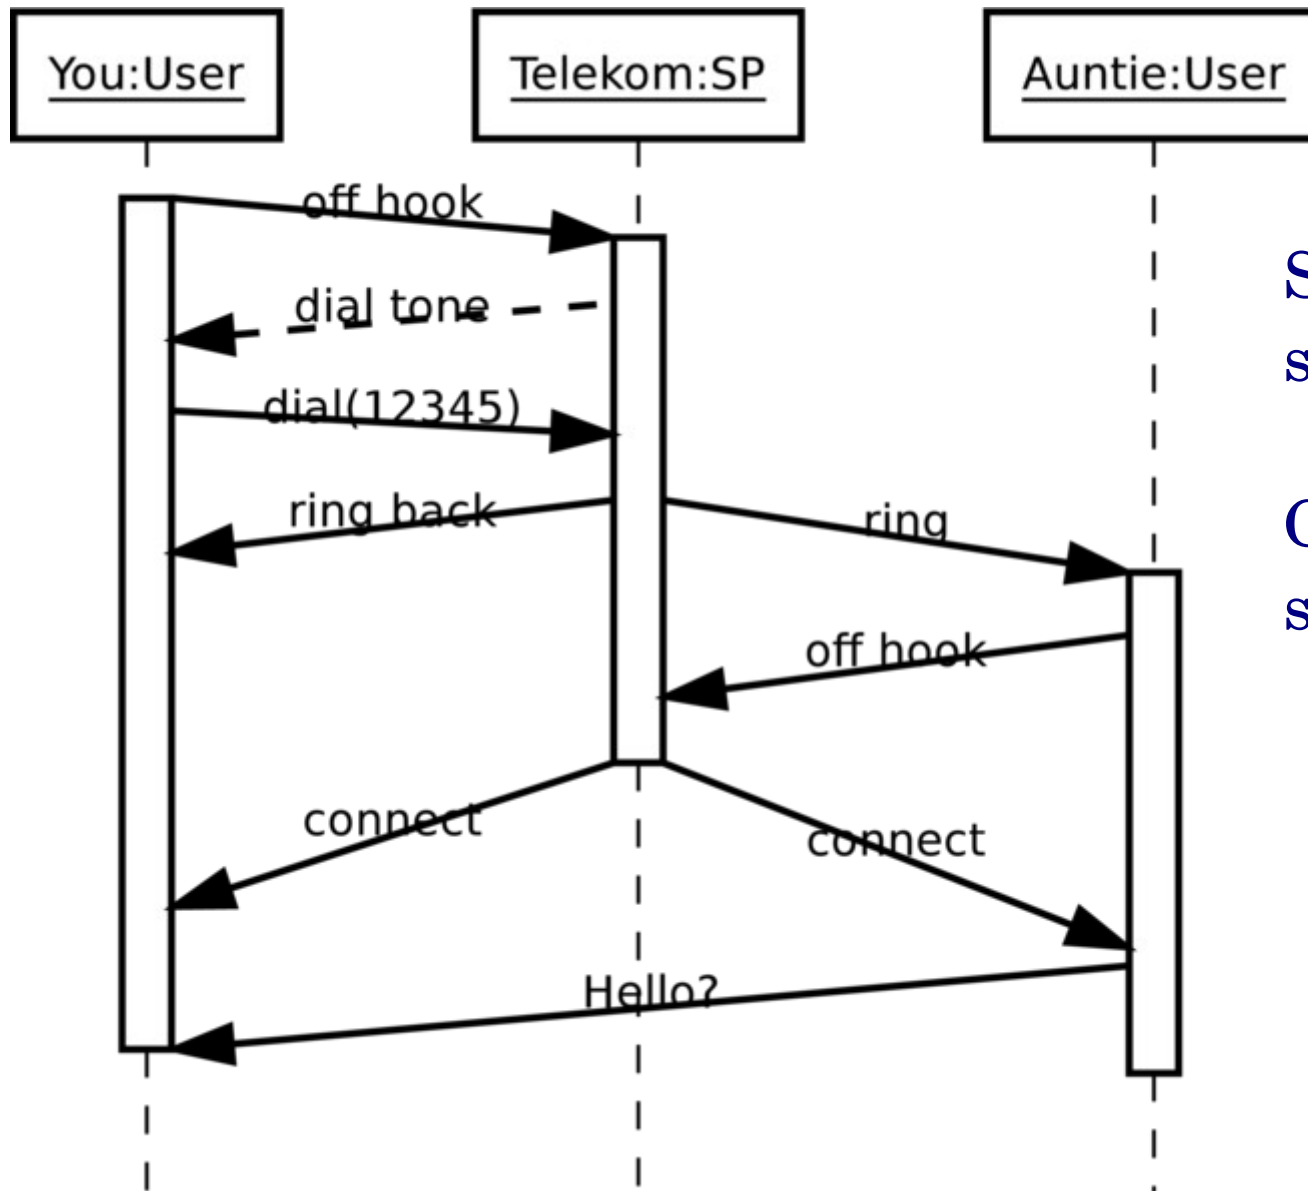 You:User
Telekom:SP
Auntie:User
off hook
dial tone
dial(12345)
ring back
ring
off hook
connect
connect
Hello?